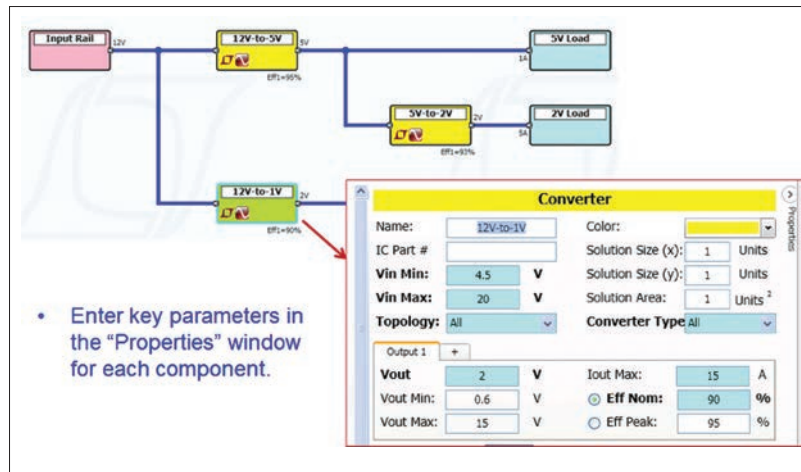 Input Rail
12V
12V-to-5V
5V
Eff1=95%
5V Load
1A
5V-to-2V
2V
Eff1=93%
2V Load
5A
12V-to-1V
2V
Eff1=90%
Converter
Properties
Name: 12V-to-1V Color:
IC Part # Solution Size (x): 1 Units
Vin Min: 4.5 V Solution Size (y): 1 Units
Vin Max: 20 V Solution Area: 1 Units 2
Topology: All Converter Type All
Output 1 +
Vout 2 V Iout Max: 15 A
Vout Min: 0.6 V Eff Nom: 90 %
Vout Max: 15 V Eff Peak: 95 %
• Enter key parameters in
the “Properties” window
for each component.